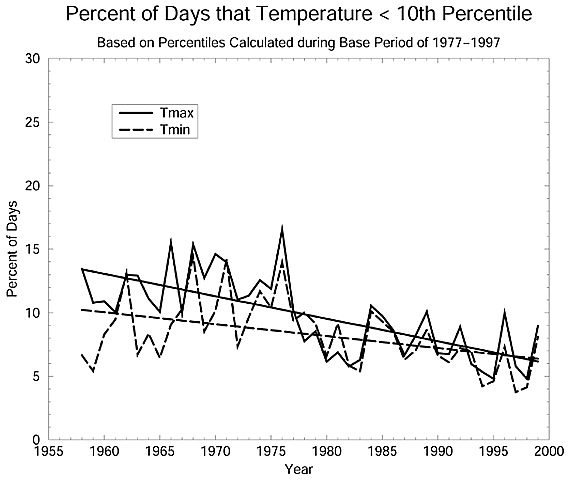 Percent of Days that Temperature < 10th Percentile
Based on Percentiles Calculated during Base Period of 1977–1997
30
25
20
15
10
5
0
Percent of Days
Tmax
Tmin
1955 1960 1965 1970 1975 1980 1985 1990 1995 2000
Year